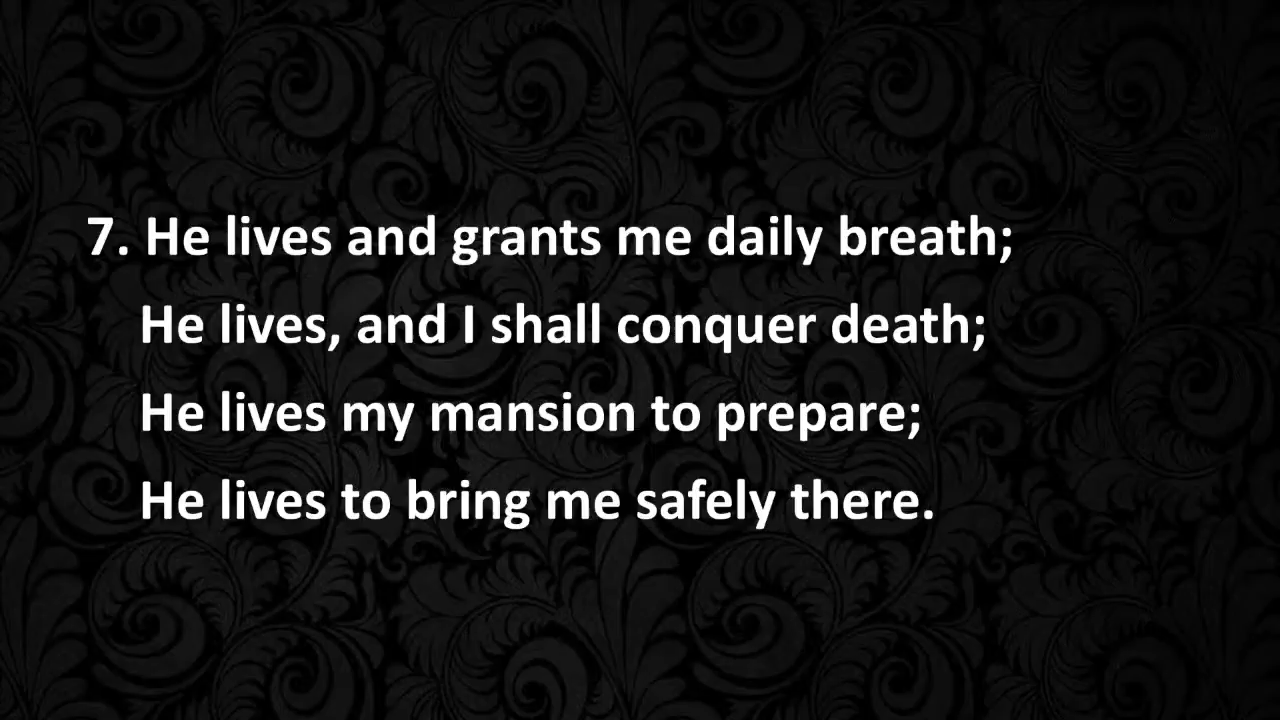 7. He lives and grants me daily breath;
He lives, and I shall conquer death;
He lives my mansion to prepare;
He lives to bring me safely there.